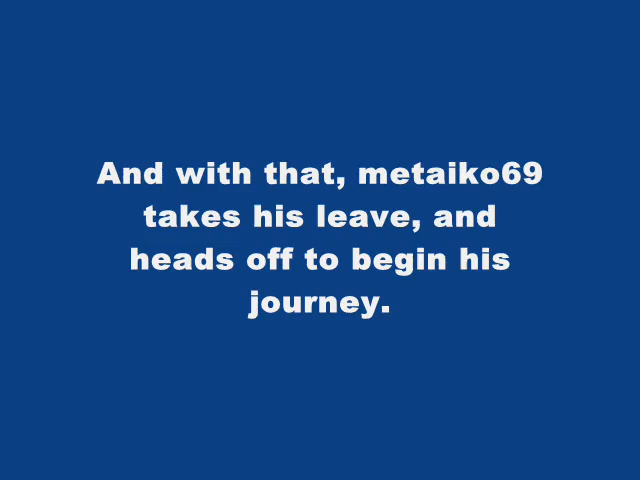 And with that, metaiko69
takes his leave, and
heads off to begin his
journey.